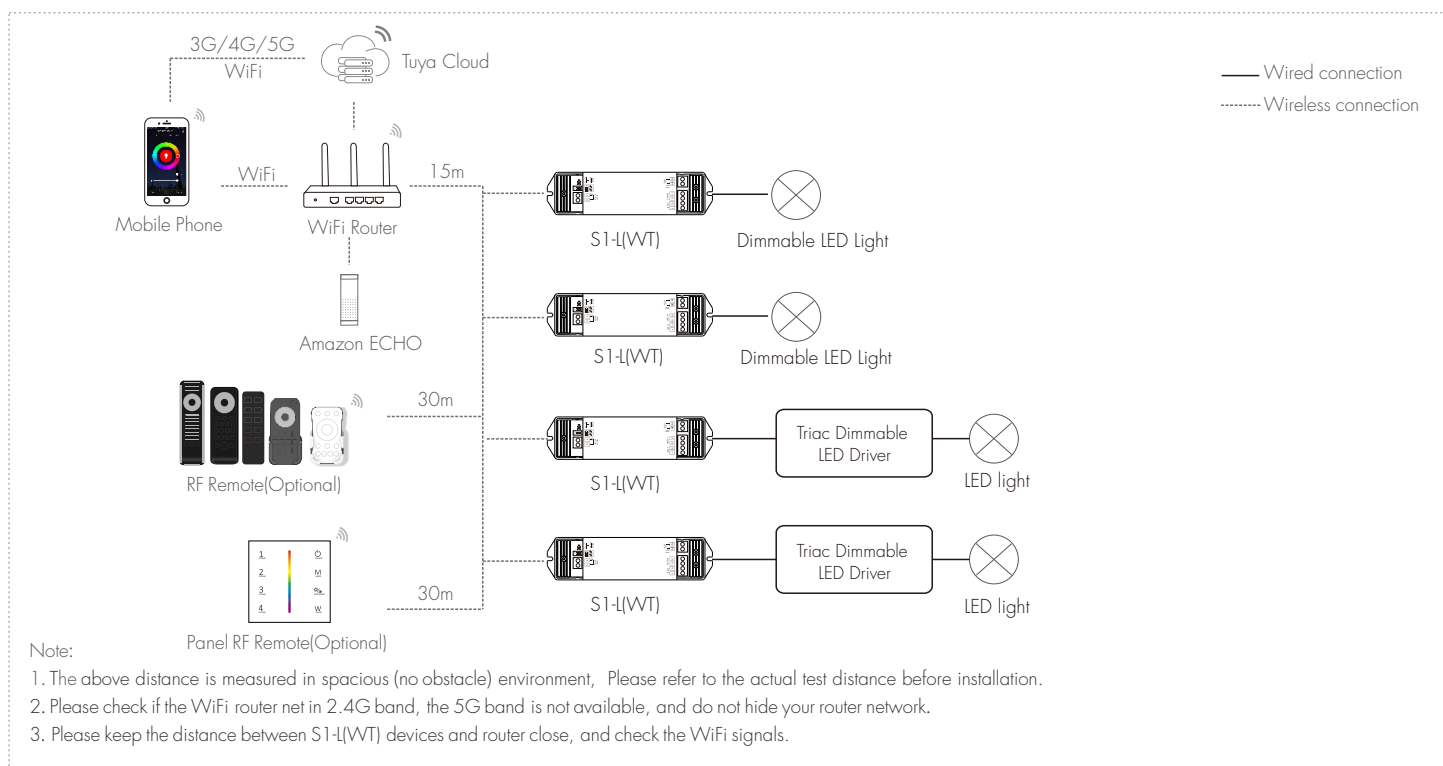 3G/4G/5G
WiFi
Tuya Cloud
Wired connection
Wireless connection
WiFi
15m
Mobile Phone
WiFi Router
S1-L(WT)
Dimmable LED Light
Amazon ECHO
S1-L(WT)
Dimmable LED Light
30m
RF Remote(Optional)
S1-L(WT)
Triac Dimmable
LED Driver
LED light
1
2
3
4
M
W
30m
Panel RF Remote(Optional)
S1-L(WT)
Triac Dimmable
LED Driver
LED light
Note:
1. The above distance is measured in spacious (no obstacle) environment, Please refer to the actual test distance before installation.
2. Please check if the WiFi router net in 2.4G band, the 5G band is not available, and do not hide your router network.
3. Please keep the distance between S1-L(WT) devices and router close, and check the WiFi signals.